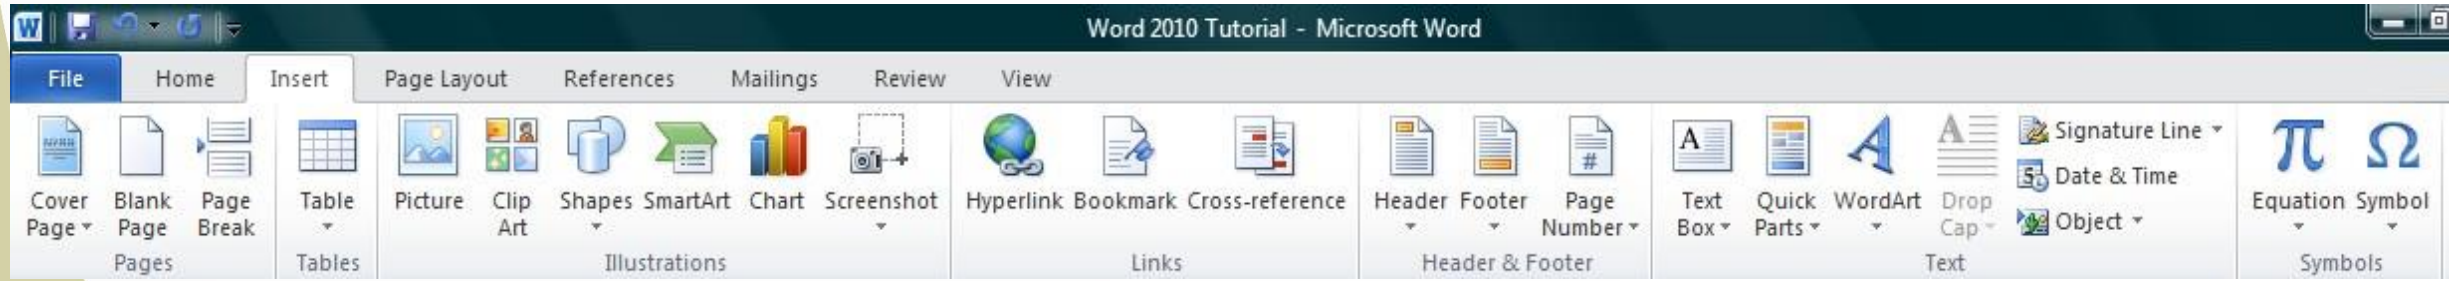 Word 2010 Tutorial - Microsoft Word
File Home Insert Page Layout References Mailings Review View
Cover Page
Blank Page
Page Break
Pages
Table
Tables
Picture
Clip Art
Shapes
SmartArt
Chart
Screenshot
Illustrations
Hyperlink
Bookmark
Cross-reference
Links
Header
Footer
Page Number
Header & Footer
A
Text Box
Quick Parts
A
WordArt
A
Drop Cap
Signature Line
5
Date & Time
Object
Text
π
Equation
Ω
Symbol
Symbols